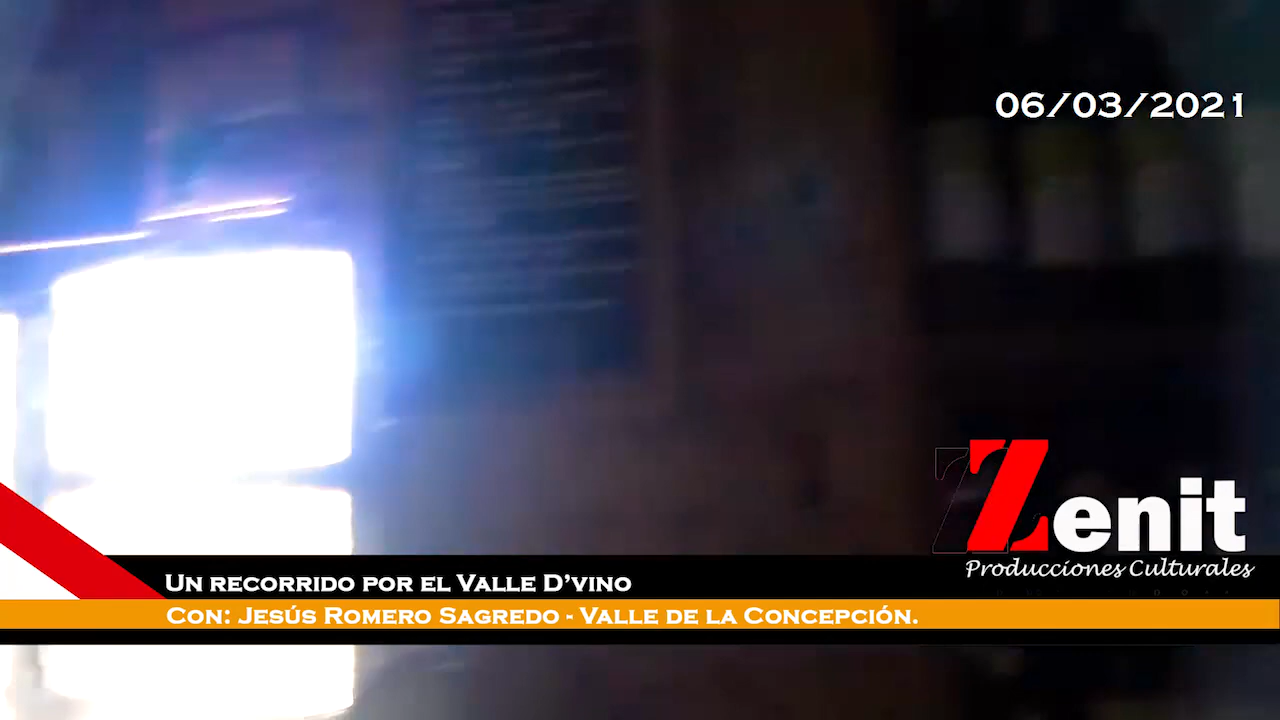 06/03/2021
Zenit
Producciones Culturales
Un recorrido por el Valle D’vino
Con: Jesús Romero Sagredo - Valle de la Concepción.